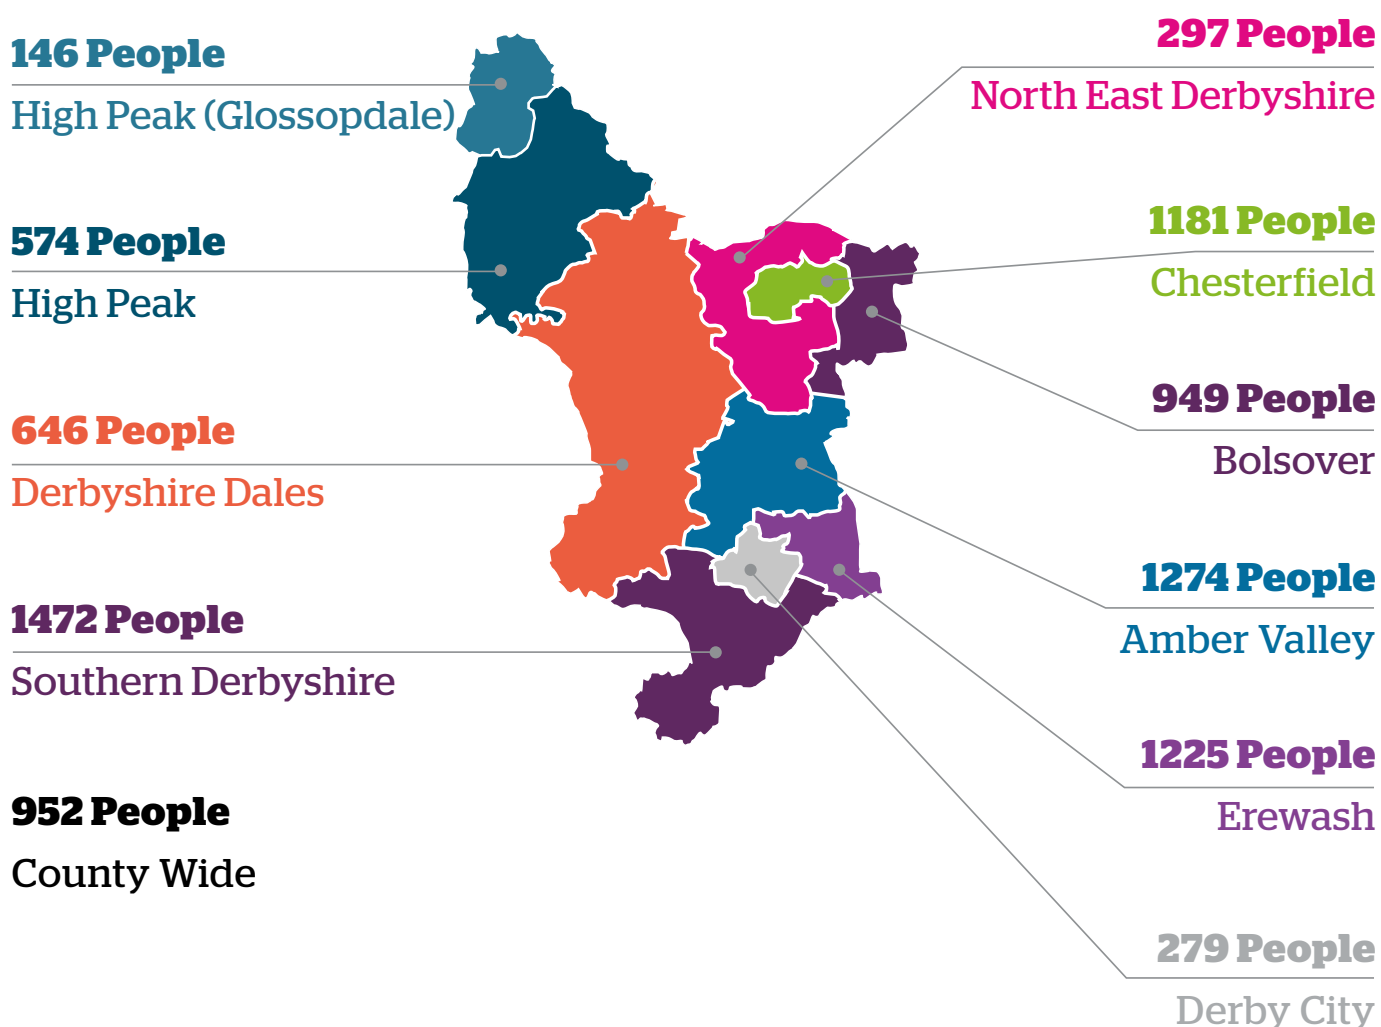 146 People
High Peak (Glossopdale)
574 People
High Peak
646 People
Derbyshire Dales
1472 People
Southern Derbyshire
952 People
County Wide
297 People
North East Derbyshire
1181 People
Chesterfield
949 People
Bolsover
1274 People
Amber Valley
1225 People
Erewash
279 People
Derby City